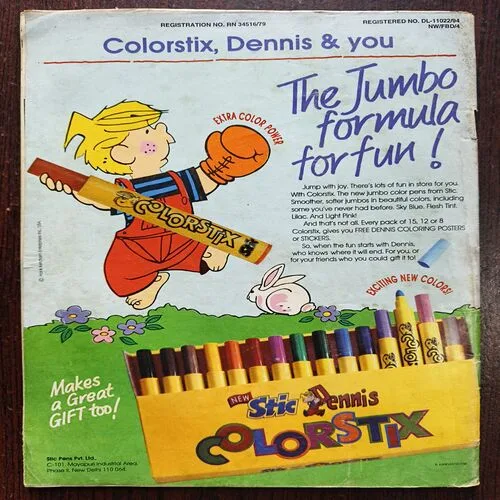 REGISTRATION NO. RN 34516/79
REGISTERED NO. DL-11022/94
NW/FBD/4
Colorstix, Dennis & you
The Jumbo
formula
for fun!
EXTRA COLOR POWER
Jump with joy. There's lots of fun in store for you.
With Colorstix. The new jumbo color pens from Stic.
Smoother, softer jumbos in beautiful colors, including
some you've never had before. Sky Blue. Flesh Tint.
Lilac. And Light Pink!
And that's not all. Every pack of 15, 12 or 8
Colorstix, gives you FREE DENNIS COLORING POSTERS
or STICKERS.
So, when the fun starts with Dennis,
who knows where it will end. For you, or
for your friends who you could gift it to!
COLORSTIX
EXCITING NEW COLORS!
Makes
a Great
GIFT too!
NEW Stic Dennis
COLORSTIX
Stic Pens Pvt. Ltd.,
C-101, Mayapuri Industrial Area,
Phase II, New Delhi 110 064.